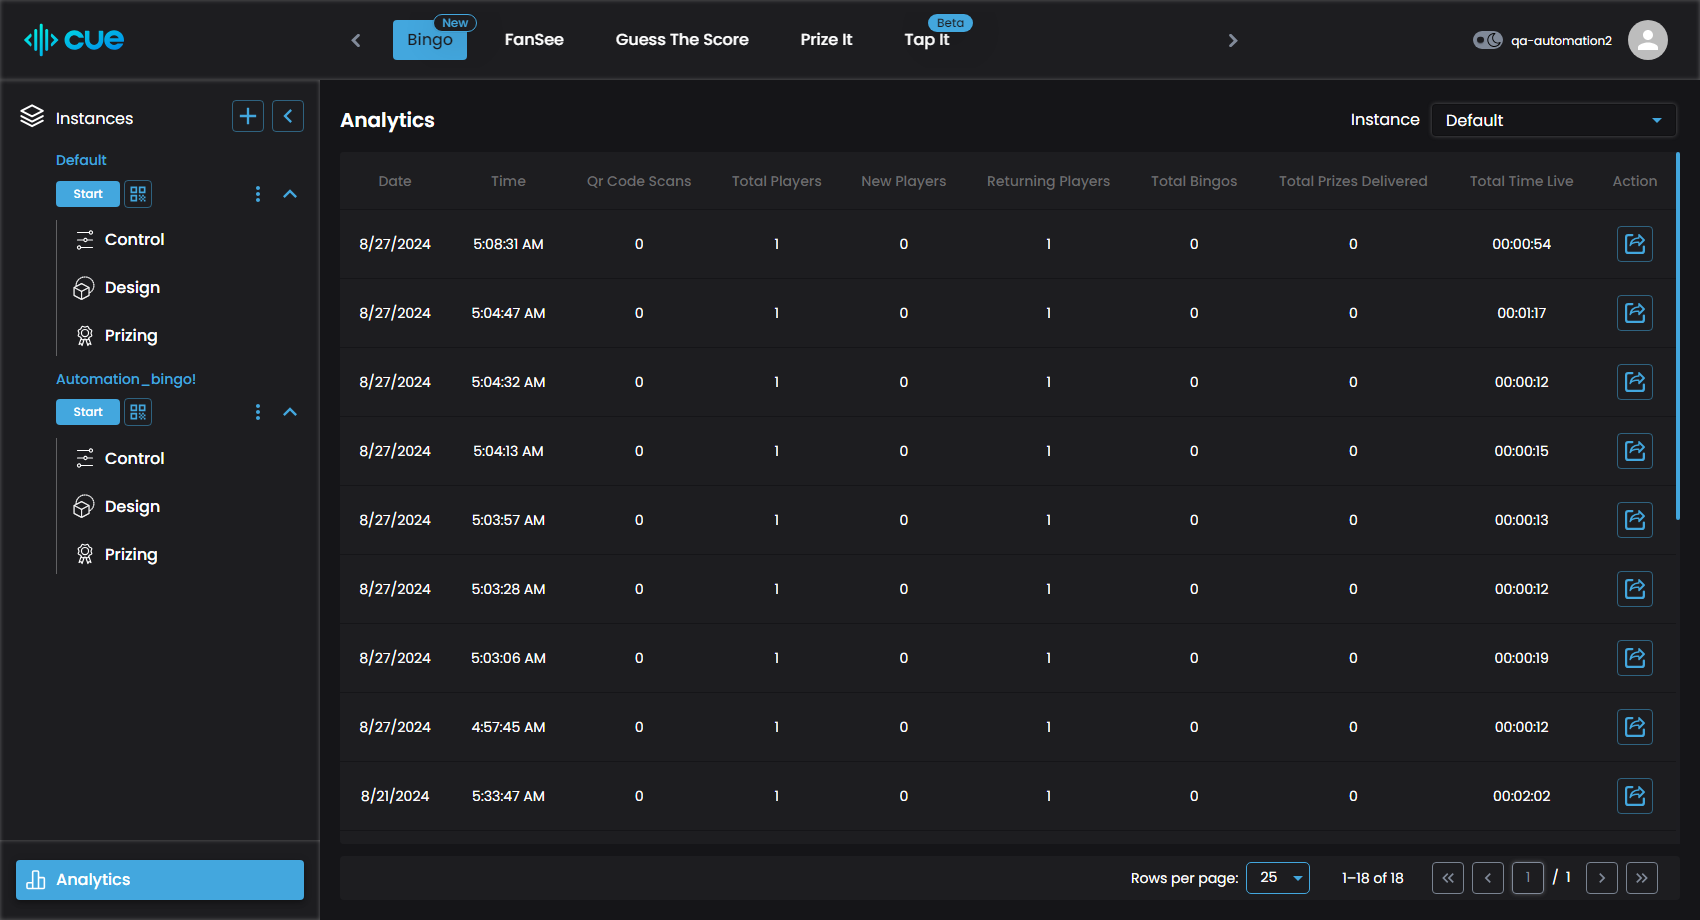 cue
Bingo New FanSee Guess The Score Prize It Tap It Beta
qa-automation2
Instances
Default
Start
Control
Design
Prizing
Automation_bingo!
Start
Control
Design
Prizing
Analytics
Analytics
Instance Default
Date Time Qr Code Scans Total Players New Players Returning Players Total Bingos Total Prizes Delivered Total Time Live Action
8/27/2024 5:08:31 AM 0 1 0 1 0 0 00:00:54
8/27/2024 5:04:47 AM 0 1 0 1 0 0 00:01:17
8/27/2024 5:04:32 AM 0 1 0 1 0 0 00:00:12
8/27/2024 5:04:13 AM 0 1 0 1 0 0 00:00:15
8/27/2024 5:03:57 AM 0 1 0 1 0 0 00:00:13
8/27/2024 5:03:28 AM 0 1 0 1 0 0 00:00:12
8/27/2024 5:03:06 AM 0 1 0 1 0 0 00:00:19
8/27/2024 4:57:45 AM 0 1 0 1 0 0 00:00:12
8/21/2024 5:33:47 AM 0 1 0 1 0 0 00:02:02
Rows per page: 25 1–18 of 18 1 / 1